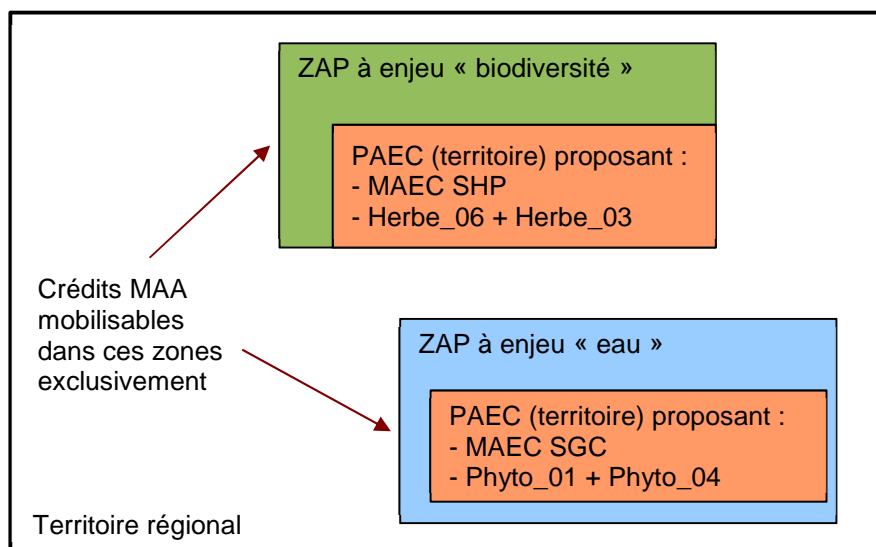 ZAP à enjeu « biodiversité »
PAEC (territoire) proposant :
- MAEC SHP
- Herbe_06 + Herbe_03
Crédits MAA
mobilisables
dans ces zones
exclusivement
ZAP à enjeu « eau »
PAEC (territoire) proposant :
- MAEC SGC
- Phyto_01 + Phyto_04
Territoire régional